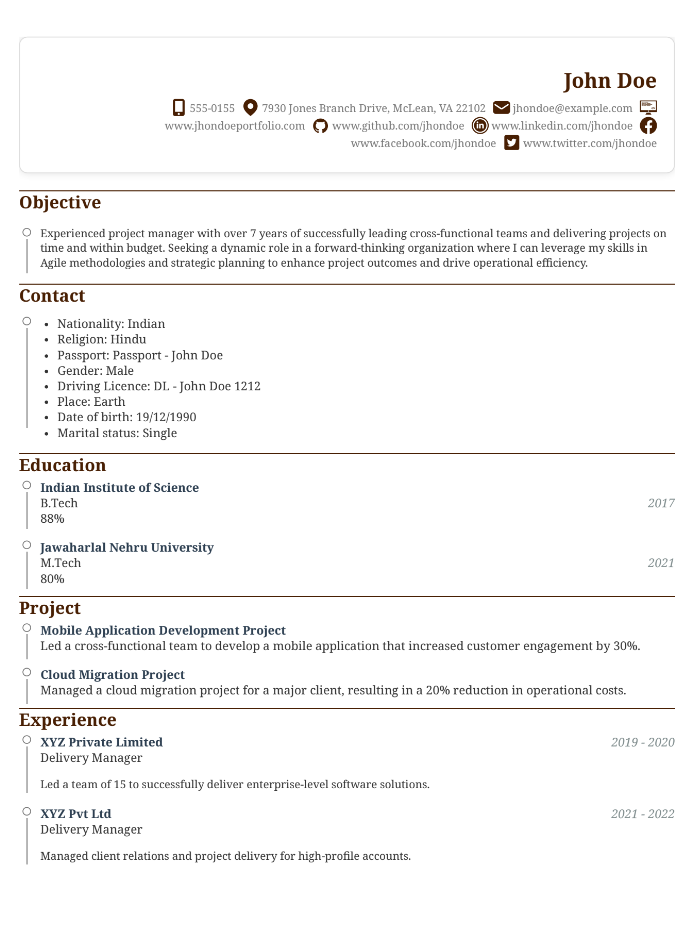 John Doe
555-0155 7930 Jones Branch Drive, McLean, VA 22102 jhondoe@example.com
www.jhondoeportfolio.com www.github.com/jhondoe www.linkedin.com/jhondoe
www.facebook.com/jhondoe www.twitter.com/jhondoe
Objective
Experienced project manager with over 7 years of successfully leading cross-functional teams and delivering projects on
time and within budget. Seeking a dynamic role in a forward-thinking organization where I can leverage my skills in
Agile methodologies and strategic planning to enhance project outcomes and drive operational efficiency.
Contact
• Nationality: Indian
• Religion: Hindu
• Passport: Passport - John Doe
• Gender: Male
• Driving Licence: DL - John Doe 1212
• Place: Earth
• Date of birth: 19/12/1990
• Marital status: Single
Education
Indian Institute of Science
B.Tech 2017
88%
Jawaharlal Nehru University
M.Tech 2021
80%
Project
Mobile Application Development Project
Led a cross-functional team to develop a mobile application that increased customer engagement by 30%.
Cloud Migration Project
Managed a cloud migration project for a major client, resulting in a 20% reduction in operational costs.
Experience
XYZ Private Limited 2019 - 2020
Delivery Manager
Led a team of 15 to successfully deliver enterprise-level software solutions.
XYZ Pvt Ltd 2021 - 2022
Delivery Manager
Managed client relations and project delivery for high-profile accounts.